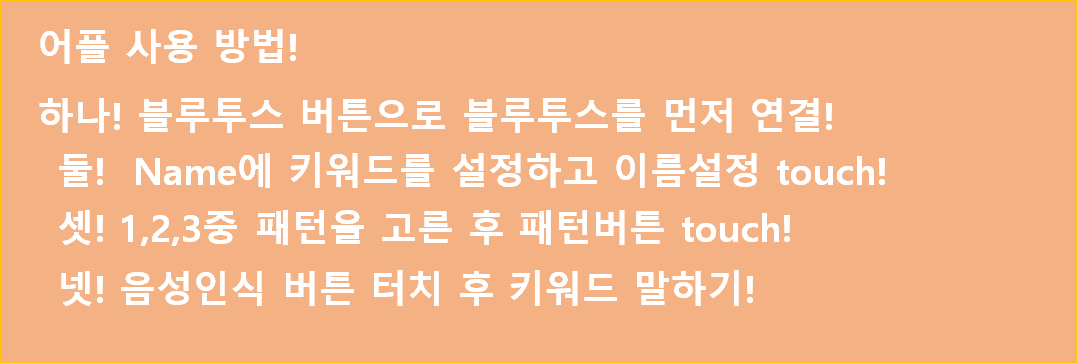 어플 사용 방법!
하나! 블루투스 버튼으로 블루투스를 먼저 연결!
둘! Name에 키워드를 설정하고 이름설정 touch!
셋! 1,2,3중 패턴을 고른 후 패턴버튼 touch!
넷! 음성인식 버튼 터치 후 키워드 말하기!